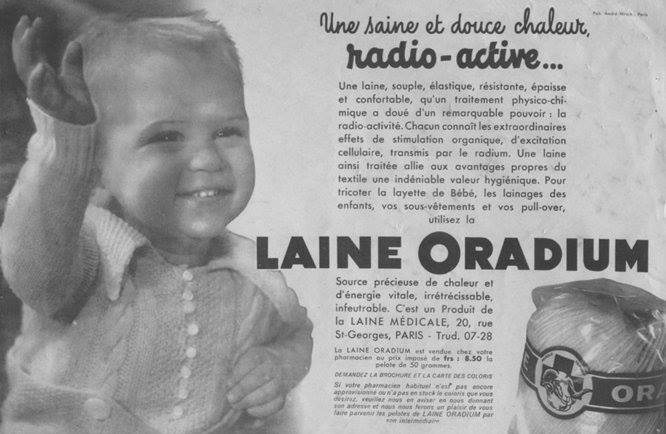 Pub. André Hirsch - Paris
Une saine et douce chaleur,
radio-active...
Une laine, souple, élastique, résistante, épaisse
et confortable, qu'un traitement physico-chi-
mique a doué d'un remarquable pouvoir : la
radio-activité. Chacun connaît les extraordinaires
effets de stimulation organique, d'excitation
cellulaire, transmis par le radium. Une laine
ainsi traitée allie aux avantages propres du
textile une indéniable valeur hygiénique. Pour
tricoter la layette de Bébé, les lainages des
enfants, vos sous-vêtements et vos pull-over,
utilisez la
LAINE ORADIUM
Source précieuse de chaleur et
d'énergie vitale, irrétrécissable,
infeutrable. C'est un Produit de
la LAINE MÉDICALE, 20, rue
St-Georges, PARIS - Trud. 07-28
La LAINE ORADIUM est vendue chez votre
pharmacien au prix imposé de frs : 8.50 la
pelote de 50 grammes.
DEMANDEZ LA BROCHURE ET LA CARTE DES COLORIS
Si votre pharmacien habituel n'est pas encore
approvisionné ou n'a pas en stock le coloris que vous
désirez, veuillez nous en aviser en nous donnant
son adresse et nous nous ferons un plaisir de vous
faire parvenir les pelotes de LAINE ORADIUM par
son intermédiaire.
E
OR